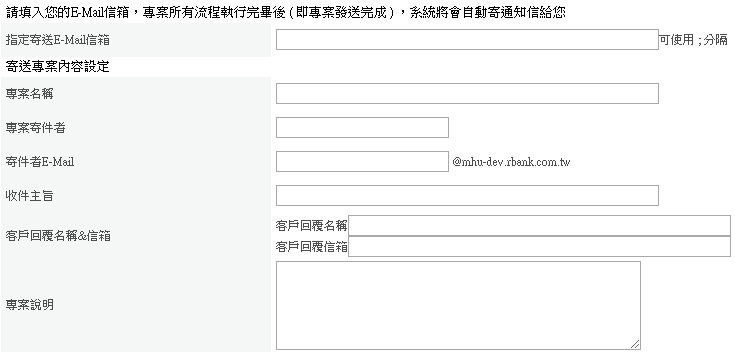 請填入您的E-Mail信箱，專案所有流程執行完畢後 ( 即專案發送完成 ) ，系統將會自動寄通知信給您
指定寄送E-Mail信箱 可使用 ; 分隔
寄送專案內容設定
專案名稱
專案寄件者
寄件者E-Mail @mhu-dev.rbank.com.tw
收件主旨
客戶回覆名稱&信箱
客戶回覆名稱
客戶回覆信箱
專案說明